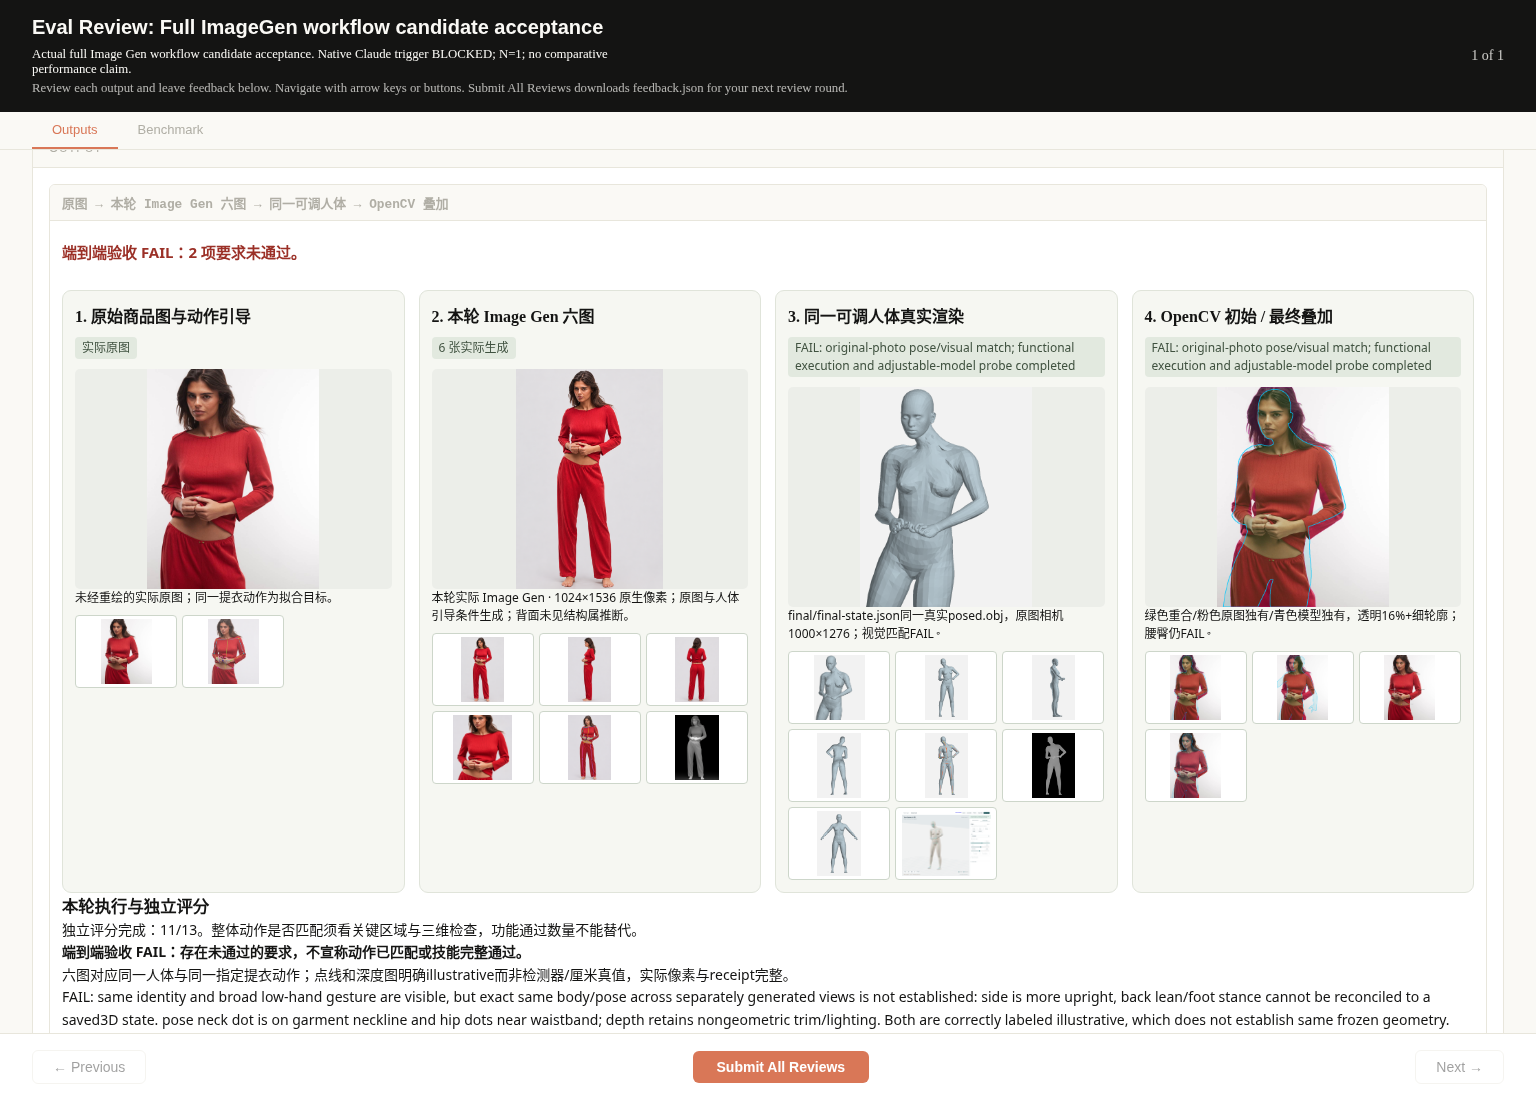 Eval Review: Full ImageGen workflow candidate acceptance
Actual full Image Gen workflow candidate acceptance. Native Claude trigger BLOCKED; N=1; no comparative
performance claim.
Review each output and leave feedback below. Navigate with arrow keys or buttons. Submit All Reviews downloads feedback.json for your next review round.
1 of 1
Outputs
Benchmark
原图 → 本轮 Image Gen 六图 → 同一可调人体 → OpenCV 叠加
端到端验收 FAIL：2 项要求未通过。
1. 原始商品图与动作引导
实际原图
未经重绘的实际原图；同一提衣动作为拟合目标。
2. 本轮 Image Gen 六图
6 张实际生成
本轮实际 Image Gen · 1024×1536 原生像素；原图与人体
引导条件生成；背面未见结构属推断。
3. 同一可调人体真实渲染
FAIL: original-photo pose/visual match; functional
execution and adjustable-model probe completed
final/final-state.json同一真实posed.obj，原图相机
1000×1276；视觉匹配FAIL。
4. OpenCV 初始 / 最终叠加
FAIL: original-photo pose/visual match; functional
execution and adjustable-model probe completed
绿色重合/粉色原图独有/青色模型独有，透明16%+细轮廓；
腰臀仍FAIL。
本轮执行与独立评分
独立评分完成：11/13。整体动作是否匹配须看关键区域与三维检查，功能通过数量不能替代。
端到端验收 FAIL：存在未通过的要求，不宣称动作已匹配或技能完整通过。
六图对应同一人体与同一指定提衣动作；点线和深度图明确illustrative而非检测器/厘米真值，实际像素与receipt完整。
FAIL: same identity and broad low-hand gesture are visible, but exact same body/pose across separately generated views is not established: side is more upright, back lean/foot stance cannot be reconciled to a
saved3D state. pose neck dot is on garment neckline and hip dots near waistband; depth retains nongeometric trim/lighting. Both are correctly labeled illustrative, which does not establish same frozen geometry.
← Previous
Submit All Reviews
Next →